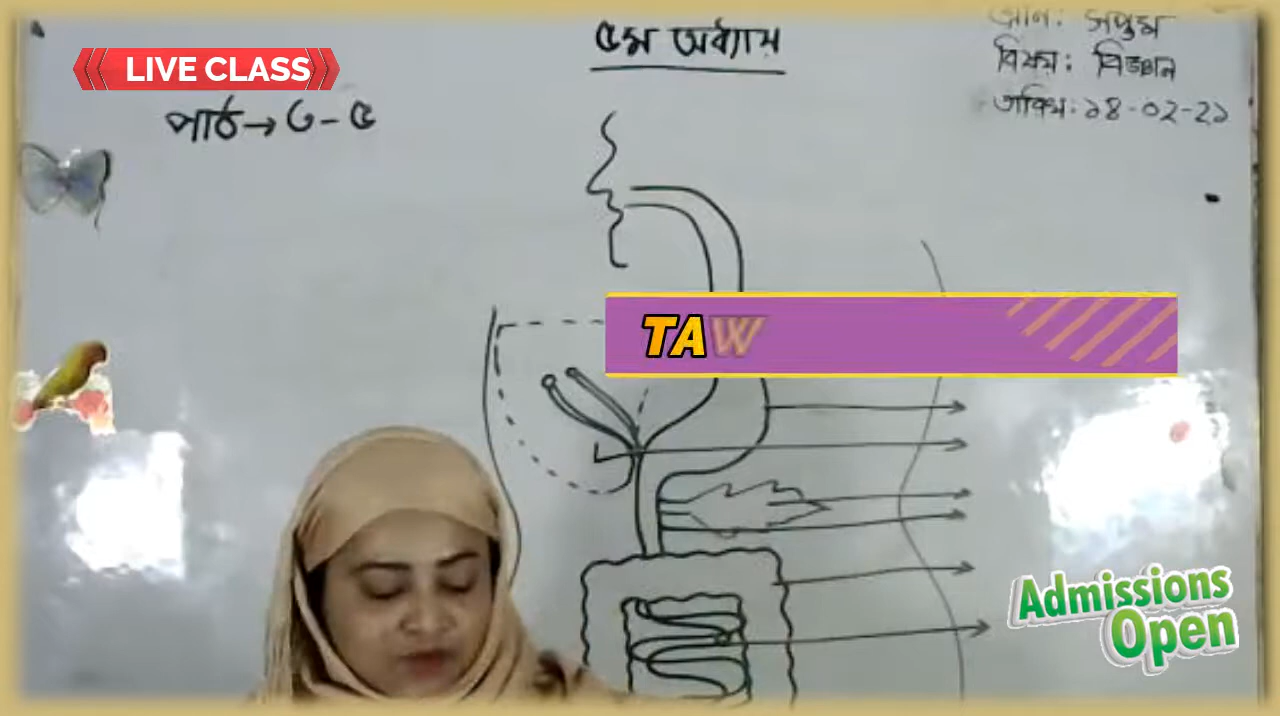 ৫ম অধ্যায়
সপ্তম
বিষয়: বিজ্ঞান
LIVE CLASS
তারিখ: ১৪-০২-২১
পাঠ→ ৩-৫
TAW
Admissions
Open